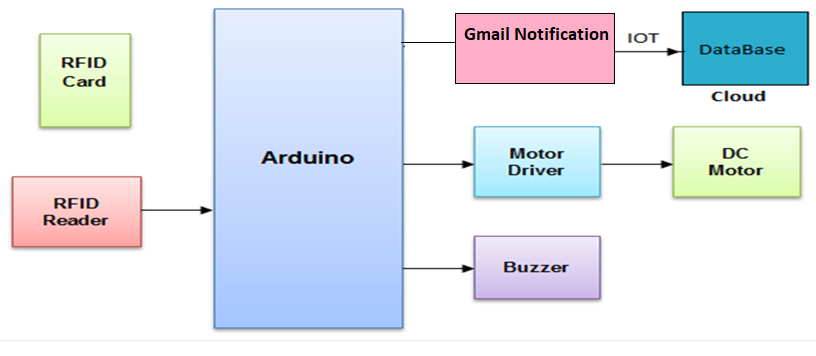 RFID
Card
RFID
Reader
Arduino
Gmail Notification
IOT
DataBase
Cloud
Motor
Driver
DC
Motor
Buzzer